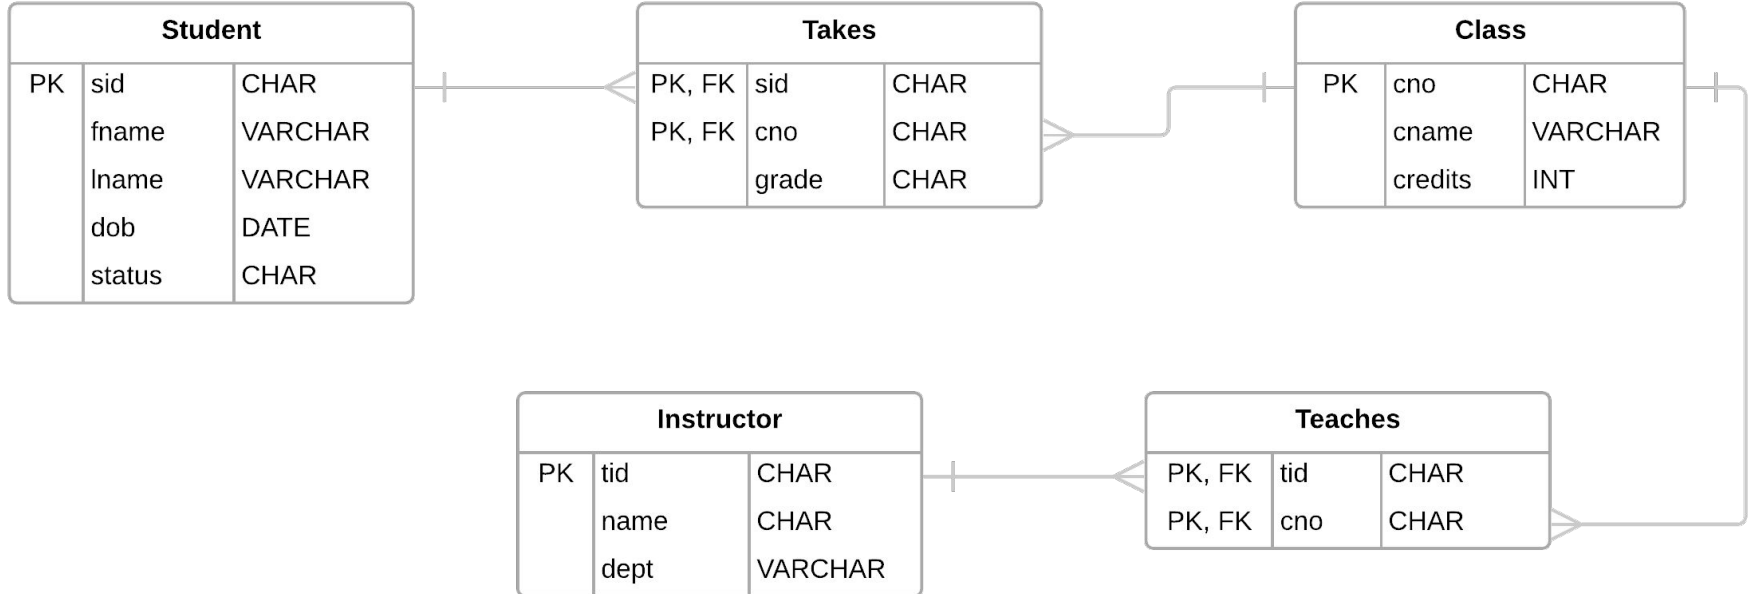 Student
PK sid CHAR
fname VARCHAR
lname VARCHAR
dob DATE
status CHAR
Takes
PK, FK sid CHAR
PK, FK cno CHAR
grade CHAR
Class
PK cno CHAR
cname VARCHAR
credits INT
Instructor
PK tid CHAR
name CHAR
dept VARCHAR
Teaches
PK, FK tid CHAR
PK, FK cno CHAR